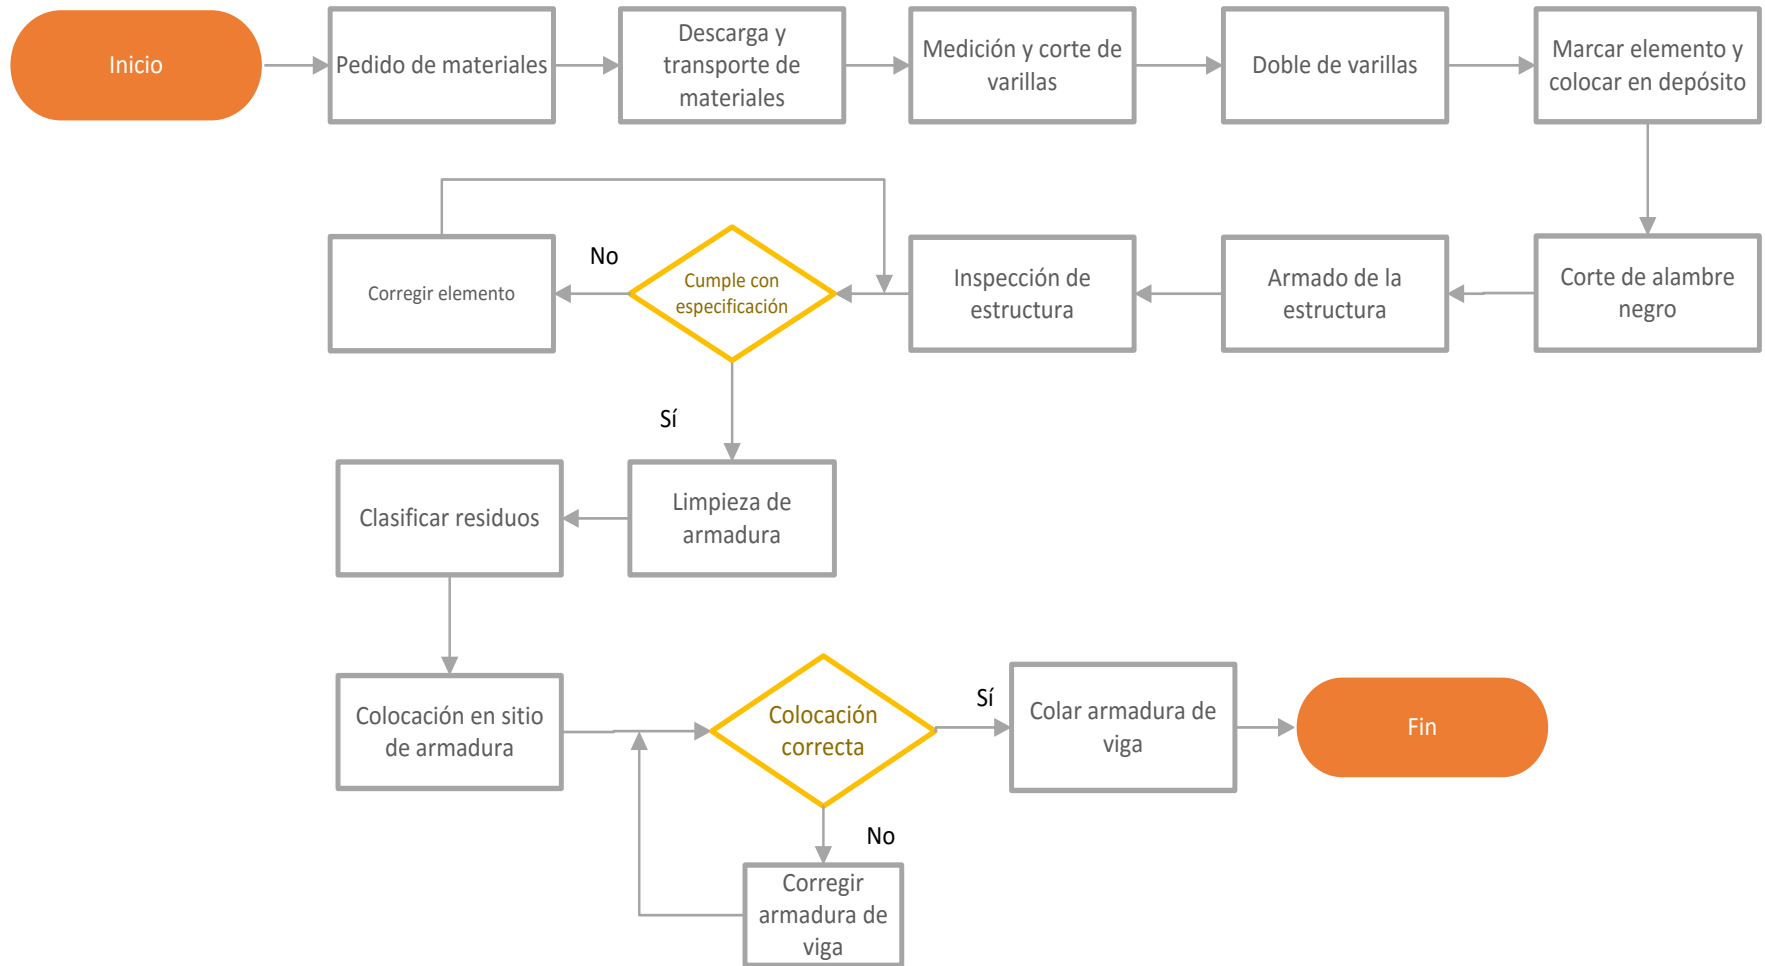 Inicio
Pedido de materiales
Descarga y
transporte de
materiales
Medición y corte de
varillas
Doble de varillas
Marcar elemento y
colocar en depósito
Corregir elemento
No
Cumple con
especificación
Inspección de
estructura
Armado de la
estructura
Corte de alambre
negro
Sí
Clasificar residuos
Limpieza de
armadura
Colocación en sitio
de armadura
Colocación
correcta
Sí
Colar armadura de
viga
Fin
No
Corregir
armadura de
viga